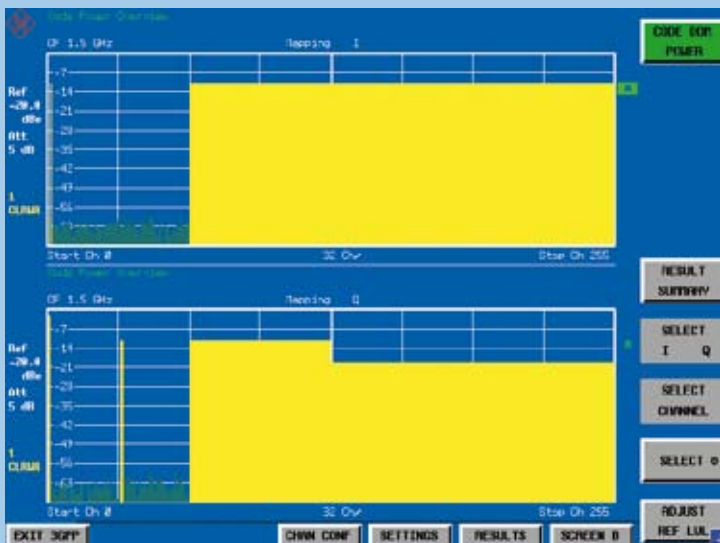 Code Power Overview
CF 1.5 GHz Mapping I
CODE DOM
POWER
Ref
-20.0
dBm
Att
5 dB
1
CLRWR
-7
-14
-21
-28
-35
-42
-49
-56
-63
A
Start Ch 0 32 Ch/ Stop Ch 255
Code Power Overview
CF 1.5 GHz Mapping Q
Ref
-20.0
dBm
Att
5 dB
1
CLRWR
-7
-14
-21
-28
-35
-42
-49
-56
-63
Start Ch 0 32 Ch/ Stop Ch 255
RESULT
SUMMARY
SELECT
I Q
SELECT
CHANNEL
SELECT
ADJUST
REF LVL
EXIT 3GPP CHAN CONF SETTINGS RESULTS SCREEN B